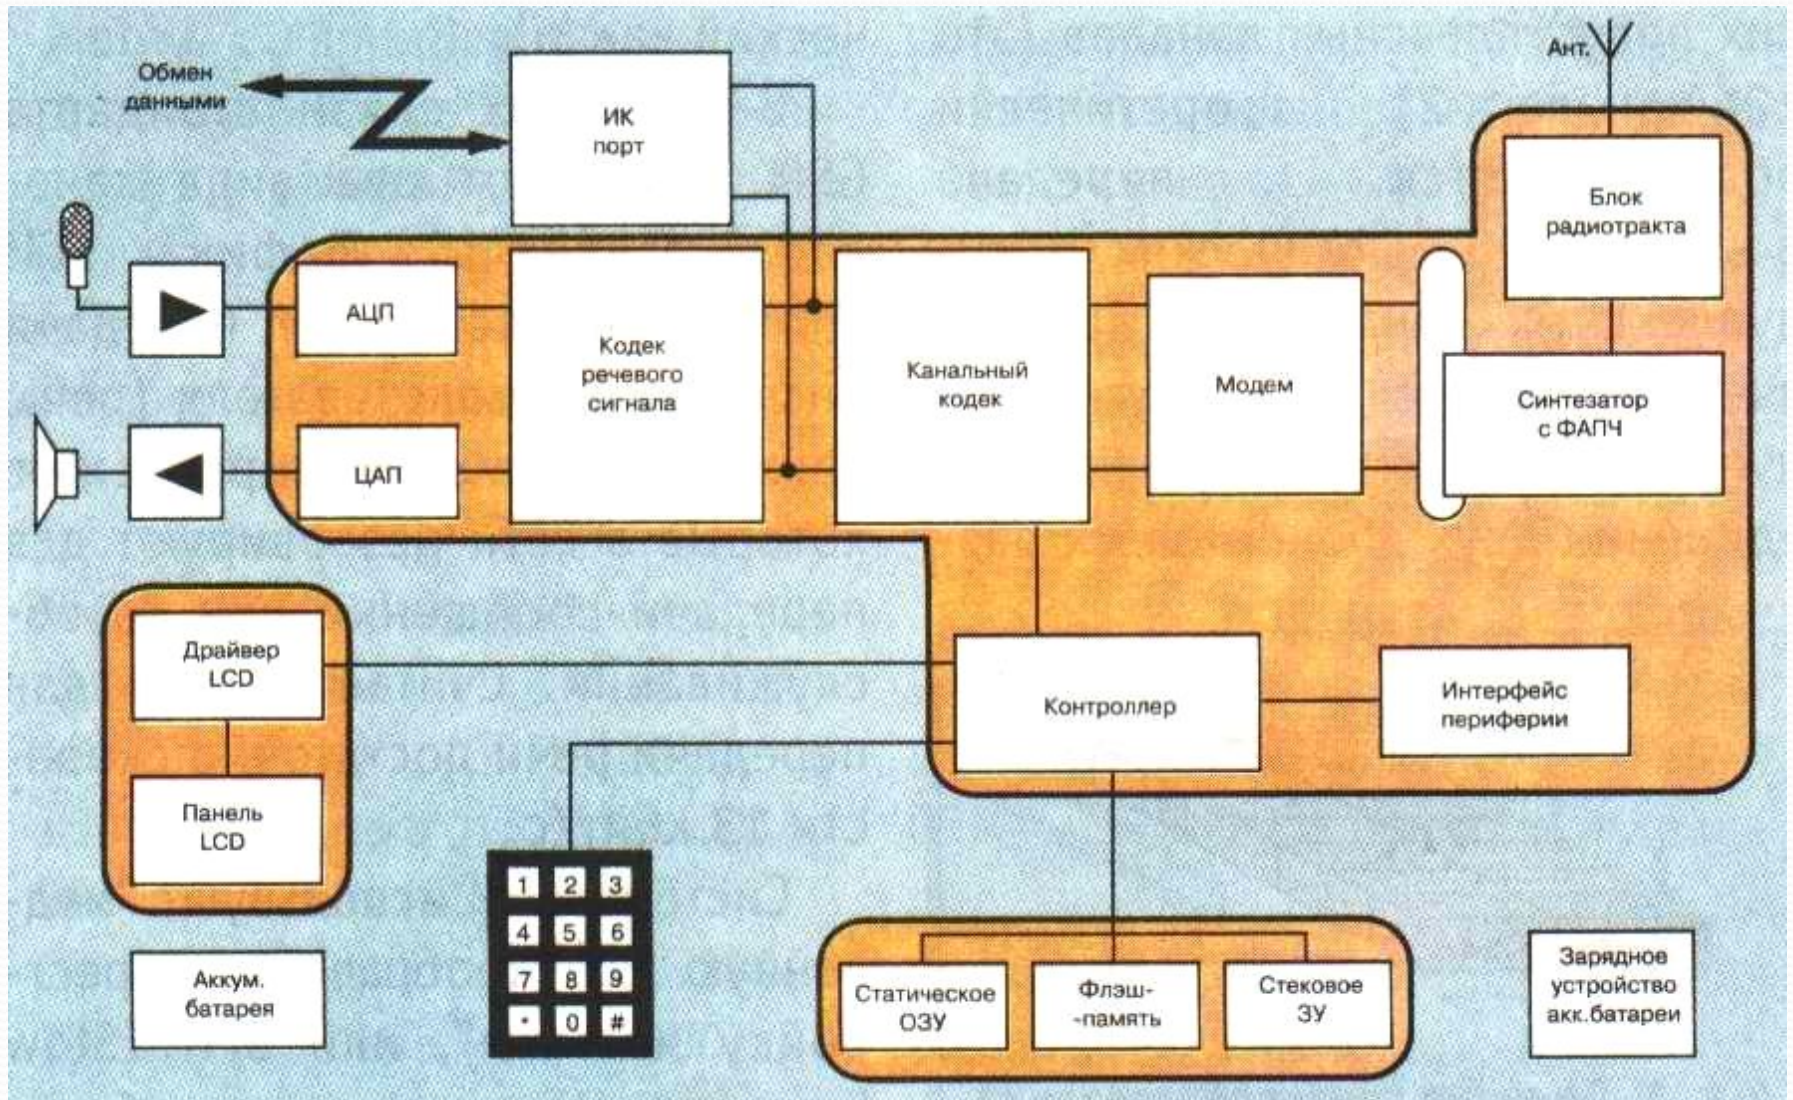 Ант.
Обмен
данными
ИК
порт
Блок
радиотракта
АЦП
Кодек
речевого
сигнала
Канальный
кодек
Модем
Синтезатор
с ФАПЧ
ЦАП
Драйвер
LCD
Контроллер
Интерфейс
периферии
Панель
LCD
1 2 3
4 5 6
7 8 9
* 0 #
Аккум.
батарея
Статическое
ОЗУ
Флэш-
-память
Стековое
ЗУ
Зарядное
устройство
акк.батареи